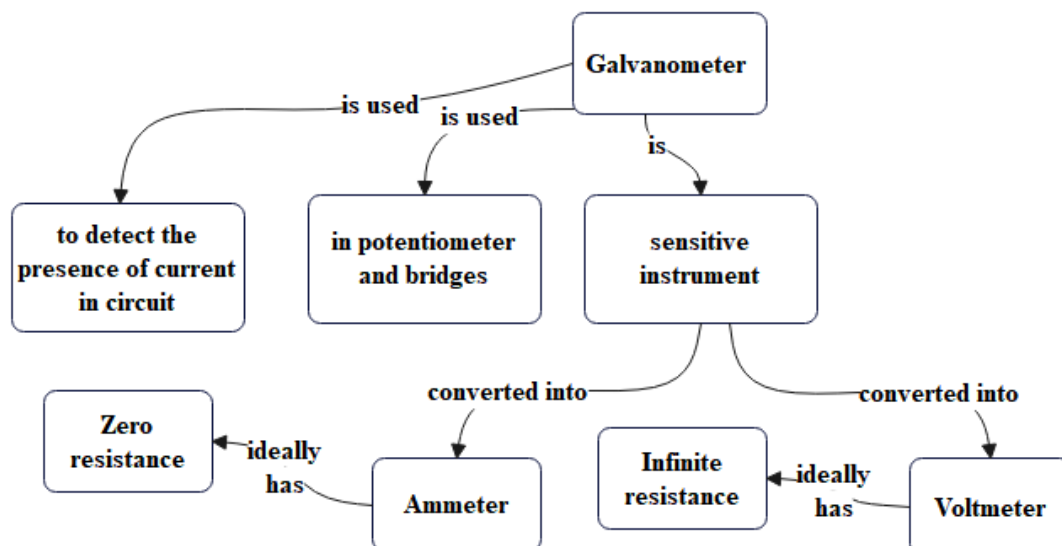 Galvanometer
is used
is used
is
to detect the
presence of current
in circuit
in potentiometer
and bridges
sensitive
instrument
converted into
converted into
Zero
resistance
ideally
has
Ammeter
Infinite
resistance
ideally
has
Voltmeter